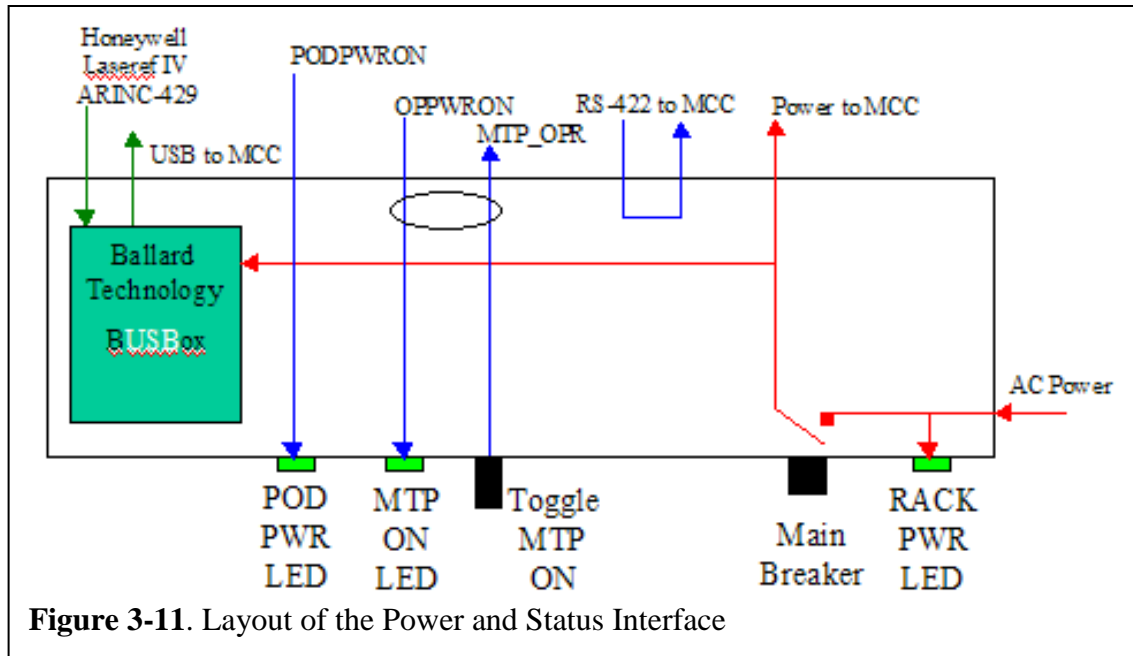 Honeywell
Laseref IV
ARINC-429
PODPWRON
OPPWRON
MTP_OPR
RS-422 to MCC
Power to MCC
USB to MCC
Ballard
Technology
BUSBox
AC Power
POD
PWR
LED
MTP
ON
LED
Toggle
MTP
ON
Main
Breaker
RACK
PWR
LED
Figure 3-11. Layout of the Power and Status Interface